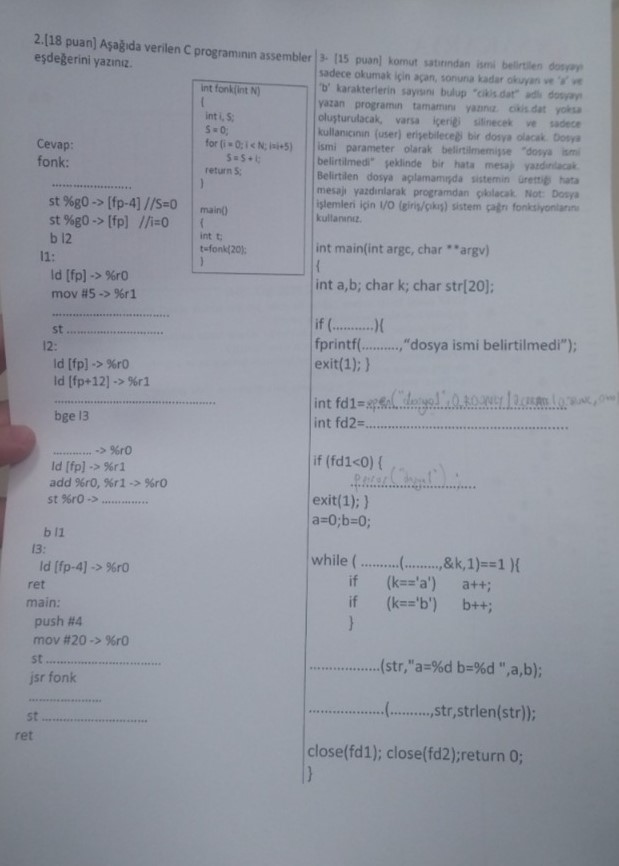 2.[18 puan] Aşağıda verilen C programının assembler
eşdeğerini yazınız.
int fonk(int N)
{
int i, S;
S = 0;
for (i = 0; i < N; i=i+5)
S = S + i;
return S;
}
main()
{
int t;
t=fonk(20);
}
Cevap:
fonk:
........................
st %g0 -> [fp-4] //S=0
st %g0 -> [fp] //i=0
b l2
l1:
ld [fp] -> %r0
mov #5 -> %r1
....................................
st ..............................
l2:
ld [fp] -> %r0
ld [fp+12] -> %r1
..................................................
bge l3
............ -> %r0
ld [fp] -> %r1
add %r0, %r1 -> %r0
st %r0 -> ..............
b l1
l3:
ld [fp-4] -> %r0
ret
main:
push #4
mov #20 -> %r0
st ....................................
jsr fonk
......................
st .................................
ret
3- [15 puan] komut satırından ismi belirtilen dosyayı
sadece okumak için açan, sonuna kadar okuyan ve 'a' ve
'b' karakterlerin sayısını bulup "cikis.dat" adlı dosyayı
yazan programın tamamını yazınız. cikis.dat yoksa
oluşturulacak, varsa içeriği silinecek ve sadece
kullanıcının (user) erişebileceği bir dosya olacak. Dosya
ismi parameter olarak belirtilmemişse "dosya ismi
belirtilmedi" şeklinde bir hata mesajı yazdırılacak.
Belirtilen dosya açılamamışda sistemin ürettiği hata
mesajı yazdırılarak programdan çıkılacak. Not: Dosya
işlemleri için I/O (giriş/çıkış) sistem çağrı fonksiyonlarını
kullanınız.
int main(int argc, char **argv)
{
int a,b; char k; char str[20];
if (...........){
fprintf(..........,"dosya ismi belirtilmedi");
exit(1); }
int fd1=open("dosya",
int fd2=......................................................
if (fd1<0) {
perror("
exit(1); }
a=0;b=0;
while ( ..........(.........,&k,1)==1 ){
if (k=='a') a++;
if (k=='b') b++;
}
..................(str,"a=%d b=%d ",a,b);
...................(..........,str,strlen(str));
close(fd1); close(fd2);return 0;
}